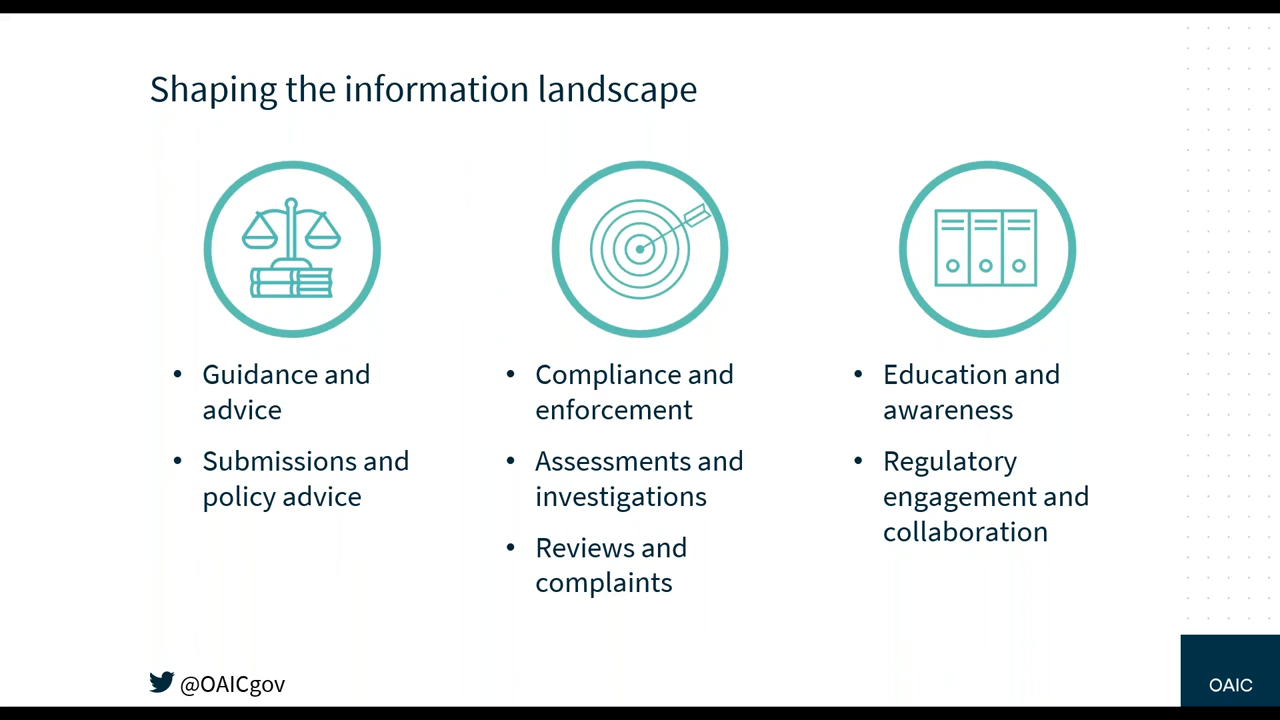 Shaping the information landscape
• Guidance and
advice
• Submissions and
policy advice
• Compliance and
enforcement
• Assessments and
investigations
• Reviews and
complaints
• Education and
awareness
• Regulatory
engagement and
collaboration
@OAICgov
OAIC